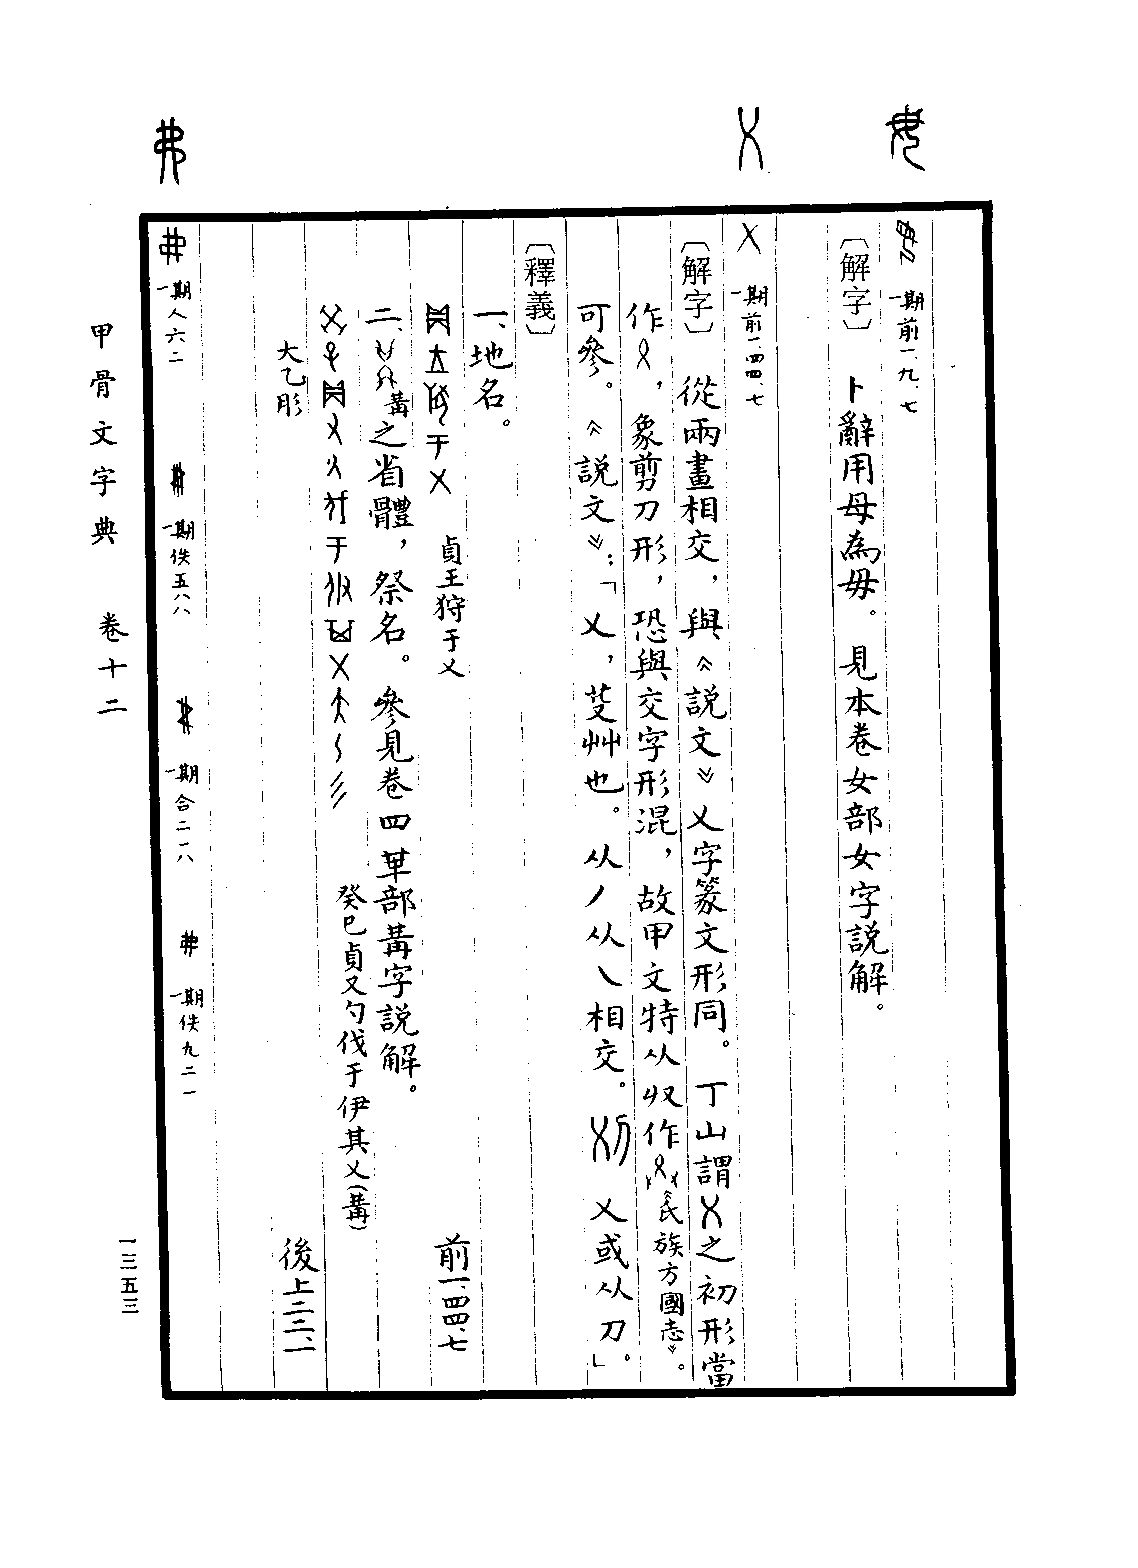 一期前一九·七
〔解字〕 卜辭用母為毋。見本卷女部女字說解。
一期前一·四四·七
〔解字〕 從兩畫相交，與《說文》乂字篆文形同。丁山謂之初形當
作，象剪刀形，恐與交字形混，故甲文特从収作《氏族方國志》。
可參。《說文》：「乂，芟艸也。从丿从乀相交。乂或从刀」。
〔釋義〕
一、地名。
貞王狩于乂 前一·四四·七
二、冓之省體，祭名。參見卷四冓部冓字說解。
癸巳貞又勺伐于伊其乂（冓）
大乙肜 後上二二·一
一期人六二 一期佚五八八 一期合二一八 一期佚九二一
甲骨文字典 卷十二 一三五三